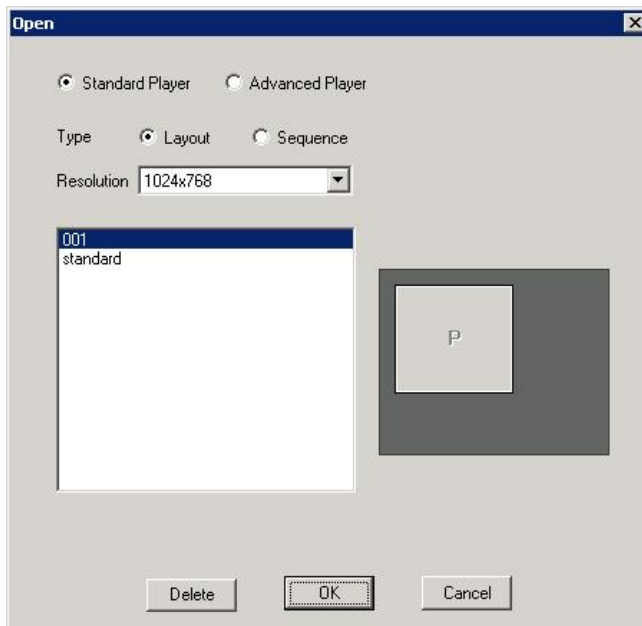 Open
Standard Player Advanced Player
Type Layout Sequence
Resolution 1024x768
001
standard
P
Delete OK Cancel